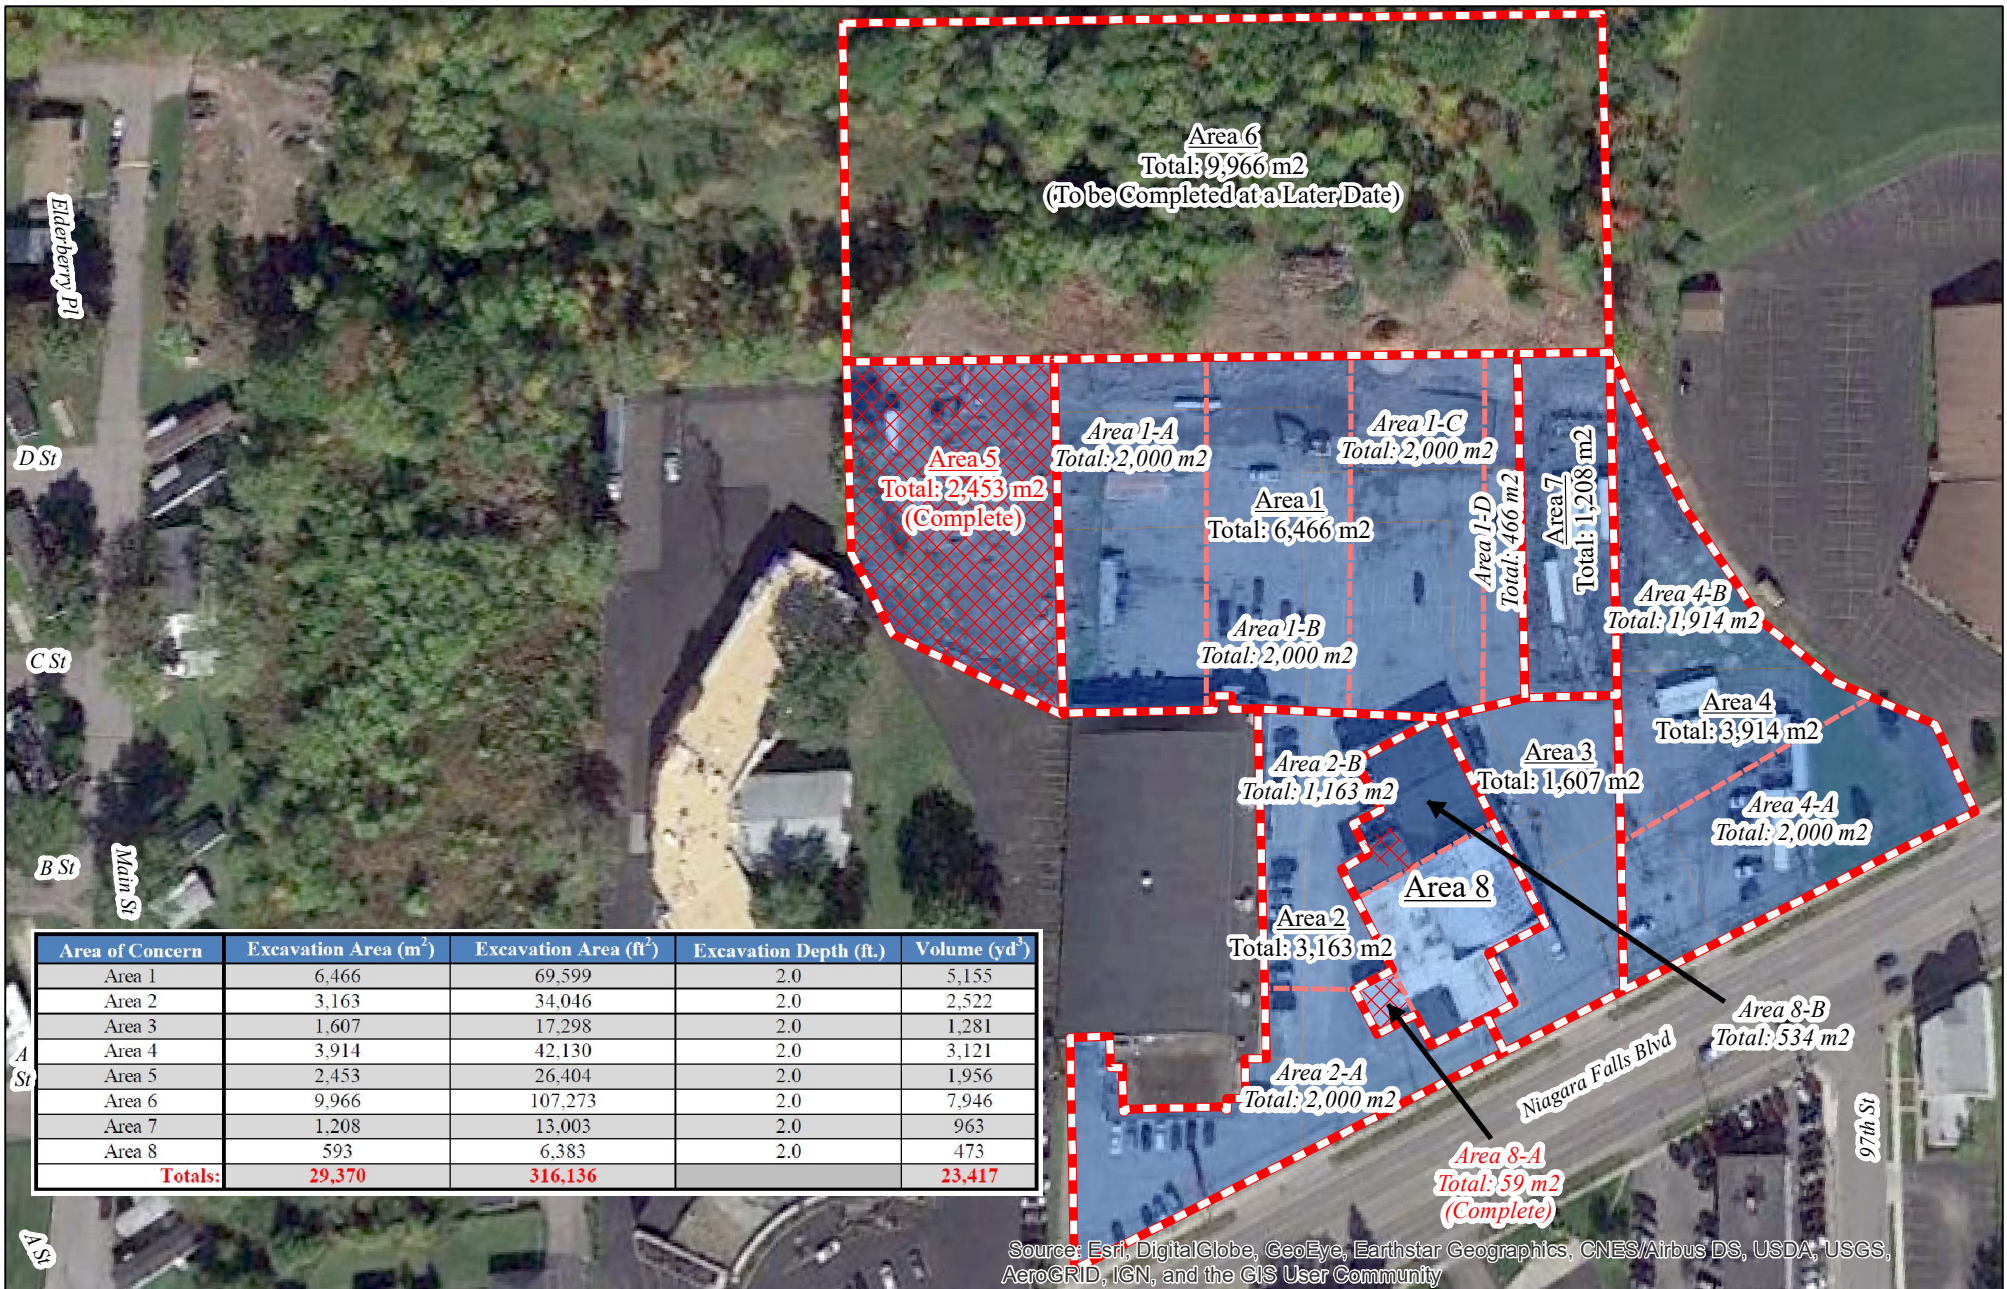 Area 6
Total: 9,966 m2
(To be Completed at a Later Date)
Elderberry Pl
D St
C St
B St
Main St
A St
A St
Area 5
Total: 2,453 m2
(Complete)
Area 1-A
Total: 2,000 m2
Area 1-C
Total: 2,000 m2
Area 1
Total: 6,466 m2
Area 1-B
Total: 2,000 m2
Area 1-D
Total: 466 m2
Area 7
Total: 1,208 m2
Area 4-B
Total: 1,914 m2
Area 4
Total: 3,914 m2
Area 4-A
Total: 2,000 m2
Area 3
Total: 1,607 m2
Area 2-B
Total: 1,163 m2
Area 8
Area 2
Total: 3,163 m2
Area 2-A
Total: 2,000 m2
Area 8-B
Total: 534 m2
Area 8-A
Total: 59 m2
(Complete)
Niagara Falls Blvd
97th St
Area of Concern Excavation Area (m²) Excavation Area (ft²) Excavation Depth (ft.) Volume (yd³)
Area 1 6,466 69,599 2.0 5,155
Area 2 3,163 34,046 2.0 2,522
Area 3 1,607 17,298 2.0 1,281
Area 4 3,914 42,130 2.0 3,121
Area 5 2,453 26,404 2.0 1,956
Area 6 9,966 107,273 2.0 7,946
Area 7 1,208 13,003 2.0 963
Area 8 593 6,383 2.0 473
Totals: 29,370 316,136 23,417
Source: Esri, DigitalGlobe, GeoEye, Earthstar Geographics, CNES/Airbus DS, USDA, USGS,
AeroGRID, IGN, and the GIS User Community